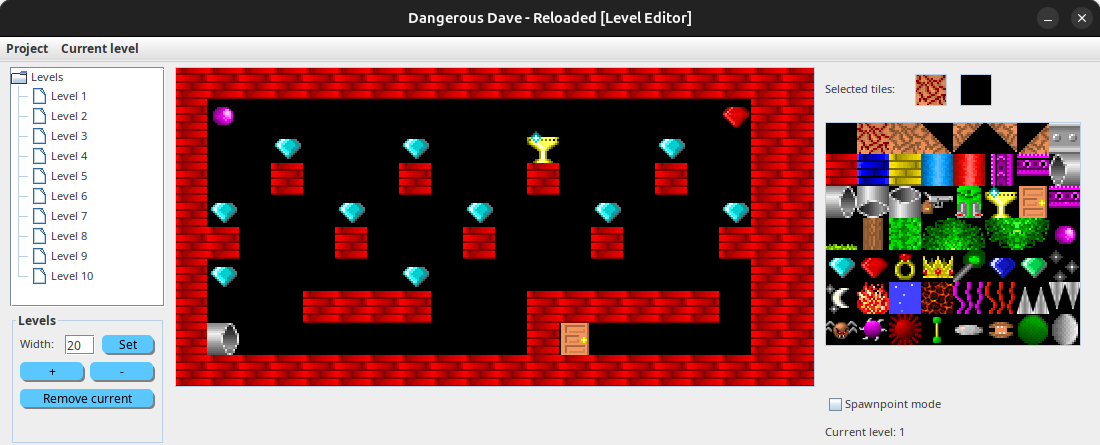 Dangerous Dave - Reloaded [Level Editor]
Project Current level
Levels
Level 1
Level 2
Level 3
Level 4
Level 5
Level 6
Level 7
Level 8
Level 9
Level 10
Levels
Width: 20 Set
+ -
Remove current
Selected tiles:
Spawnpoint mode
Current level: 1